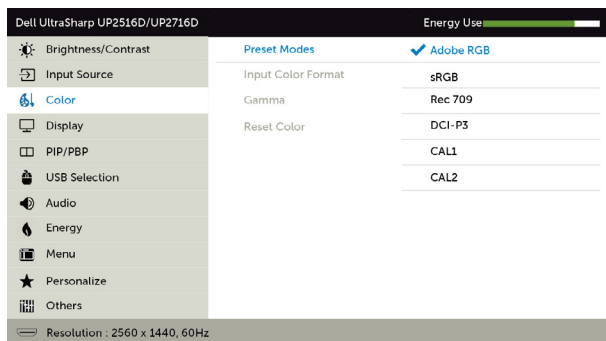 Dell UltraSharp UP2516D/UP2716D Energy Use
Brightness/Contrast Preset Modes Adobe RGB
Input Source Input Color Format sRGB
Color Gamma Rec 709
Display Reset Color DCI-P3
PIP/PBP CAL1
USB Selection CAL2
Audio
Energy
Menu
Personalize
Others
Resolution : 2560 x 1440, 60Hz